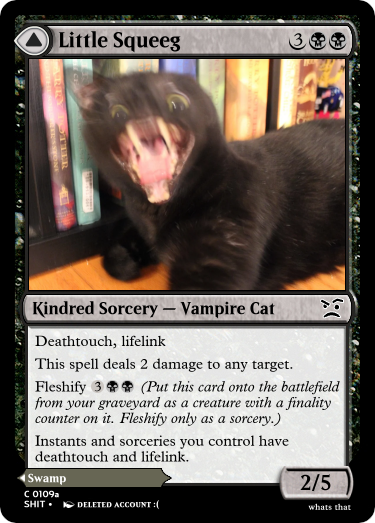 Little Squeeg 3
Kindred Sorcery — Vampire Cat
Deathtouch, lifelink
This spell deals 2 damage to any target.
Fleshify 3 (Put this card onto the battlefield
from your graveyard as a creature with a finality
counter on it. Fleshify only as a sorcery.)
Instants and sorceries you control have
deathtouch and lifelink.
Swamp
2/5
C 0109a
SHIT • DELETED ACCOUNT :(
whats that